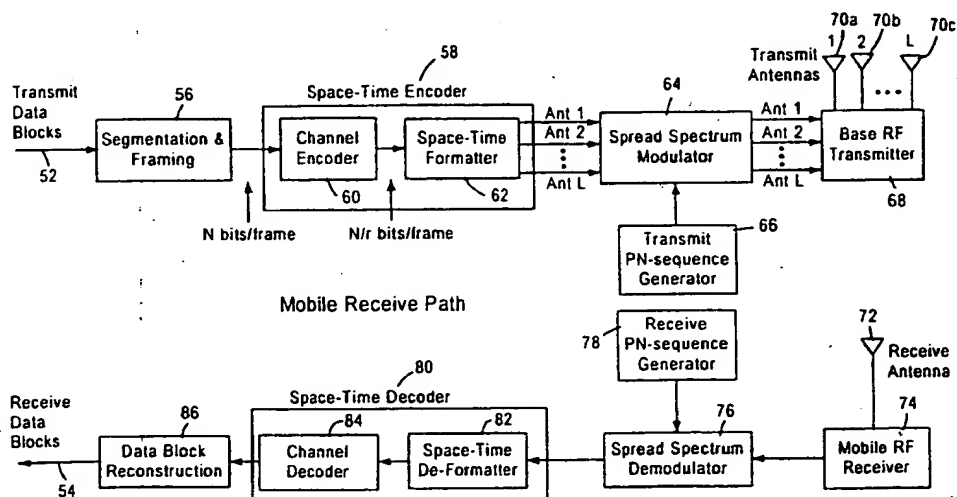 70a 70b
1 2 L 70c
Transmit
Antennas
58
Transmit
Data
Blocks
56
Space-Time Encoder
64
Segmentation &
Framing
Channel
Encoder
Space-Time
Formatter
Ant 1
Ant 2
Ant L
Spread Spectrum
Modulator
Ant 1
Ant 2
Ant L
Base RF
Transmitter
52
60
62
68
N bits/frame
N/r bits/frame
66
Transmit
PN-sequence
Generator
Mobile Receive Path
78
Receive
PN-sequence
Generator
72
Receive
Antenna
80
Receive
Data
Blocks
86
Space-Time Decoder
84
82
76
74
Data Block
Reconstruction
Channel
Decoder
Space-Time
De-Formatter
Spread Spectrum
Demodulator
Mobile RF
Receiver
54